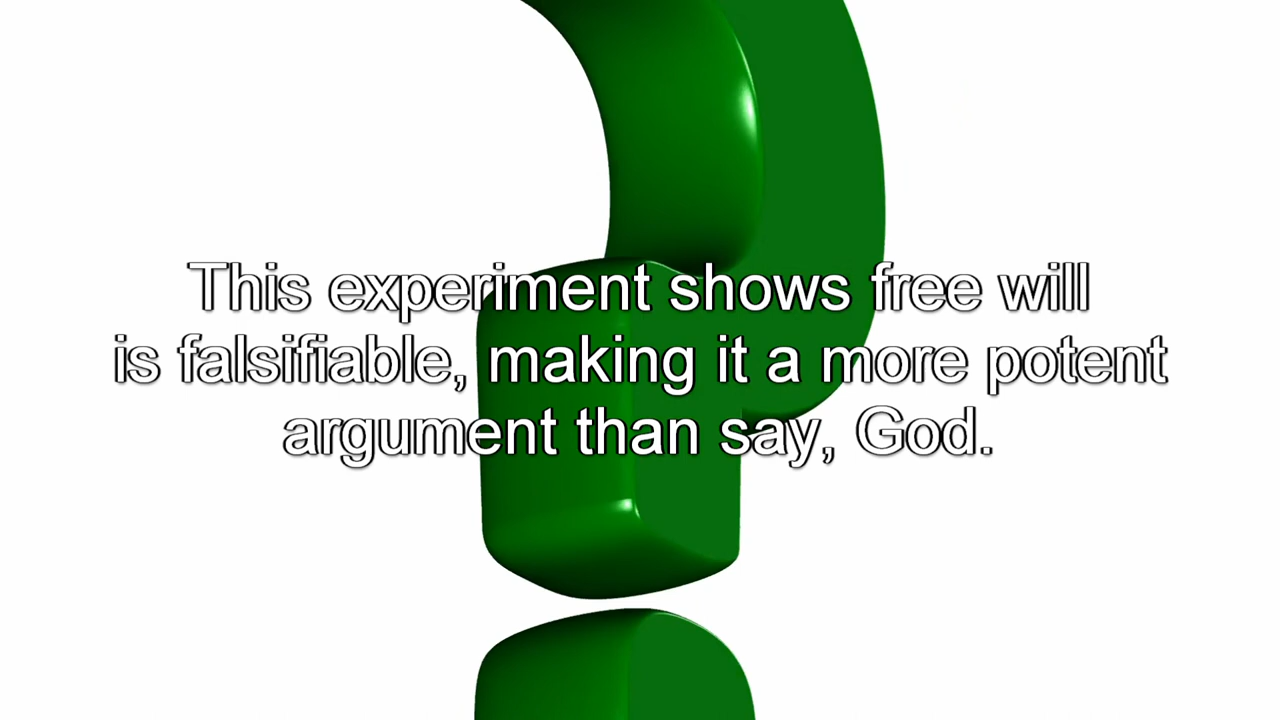 This experiment shows free will
is falsifiable, making it a more potent
argument than say, God.